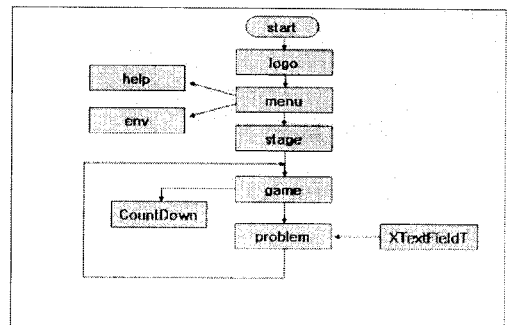 start
logo
help
menu
env
stage
game
CountDown
problem
XTextFieldT